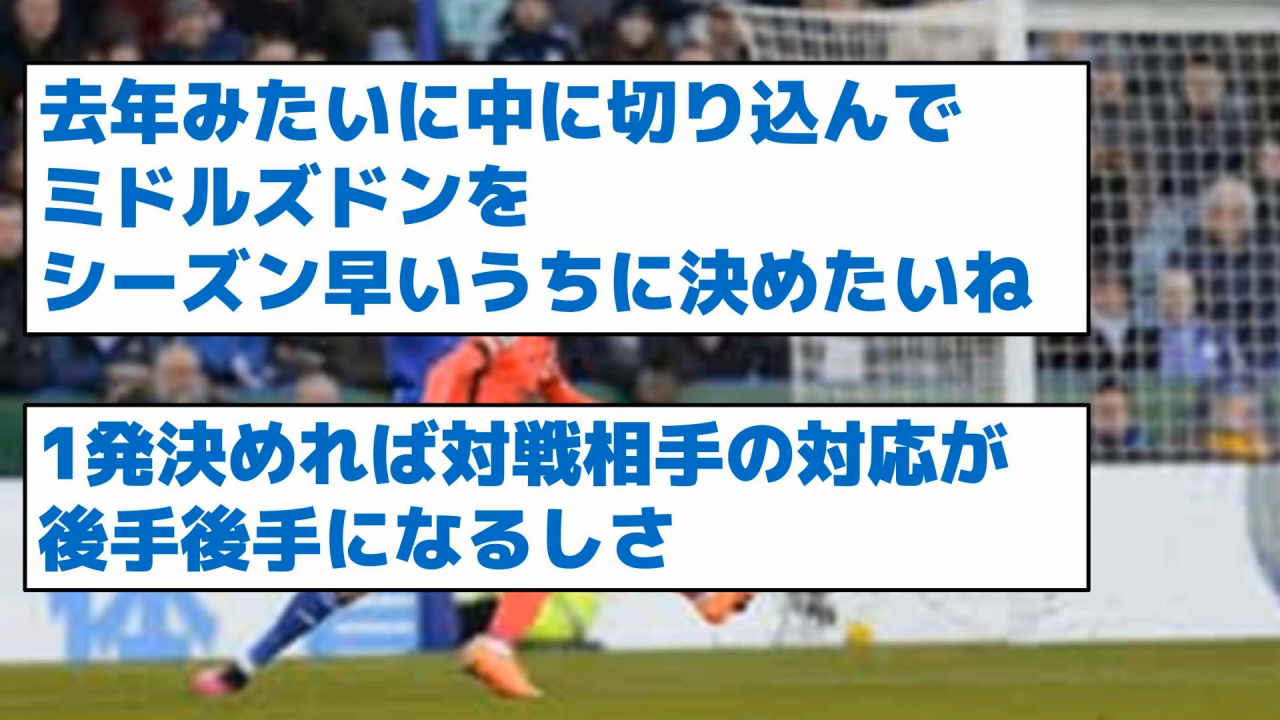 去年みたいに中に切り込んで
ミドルズドンを
シーズン早いうちに決めたいね
1発決めれば対戦相手の対応が
後手後手になるしさ